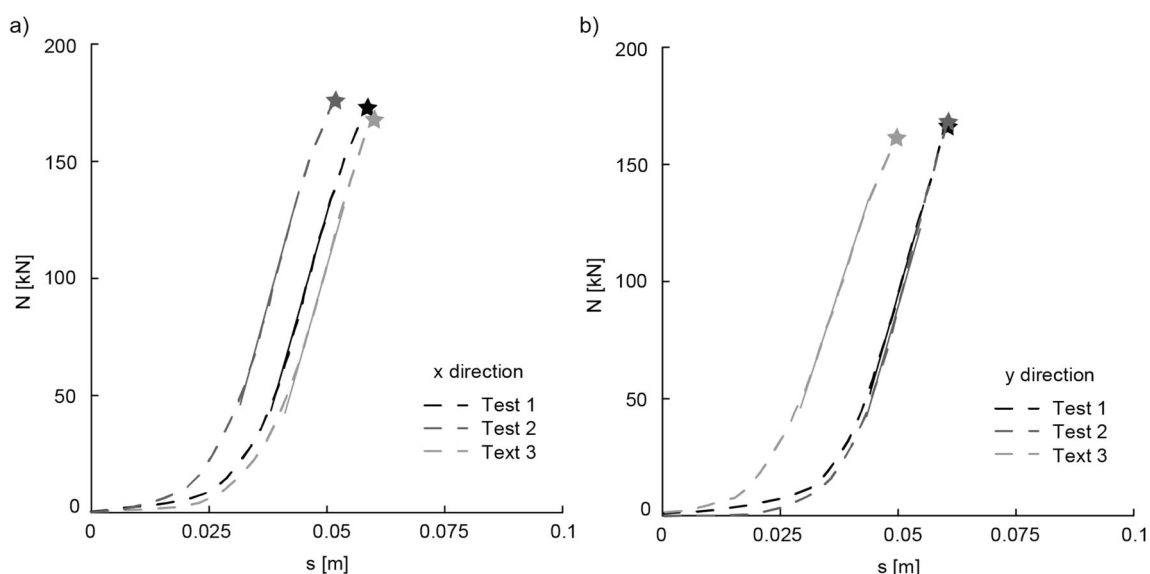 a)
200
150
100
50
0
N [kN]
0
0.025
0.05
0.075
0.1
s [m]
x direction
Test 1
Test 2
Text 3
b)
200
150
100
50
0
N [kN]
0
0.025
0.05
0.075
0.1
s [m]
y direction
Test 1
Test 2
Text 3